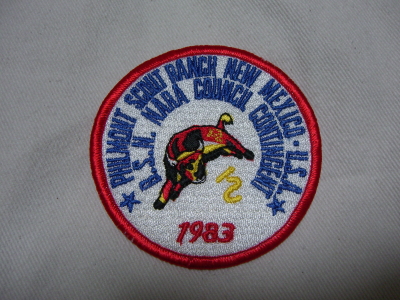 PHILMONT SCOUT RANCH NEW MEXICO · U.S.A.
B.S.N. NARA COUNCIL CONTINGENT
1983